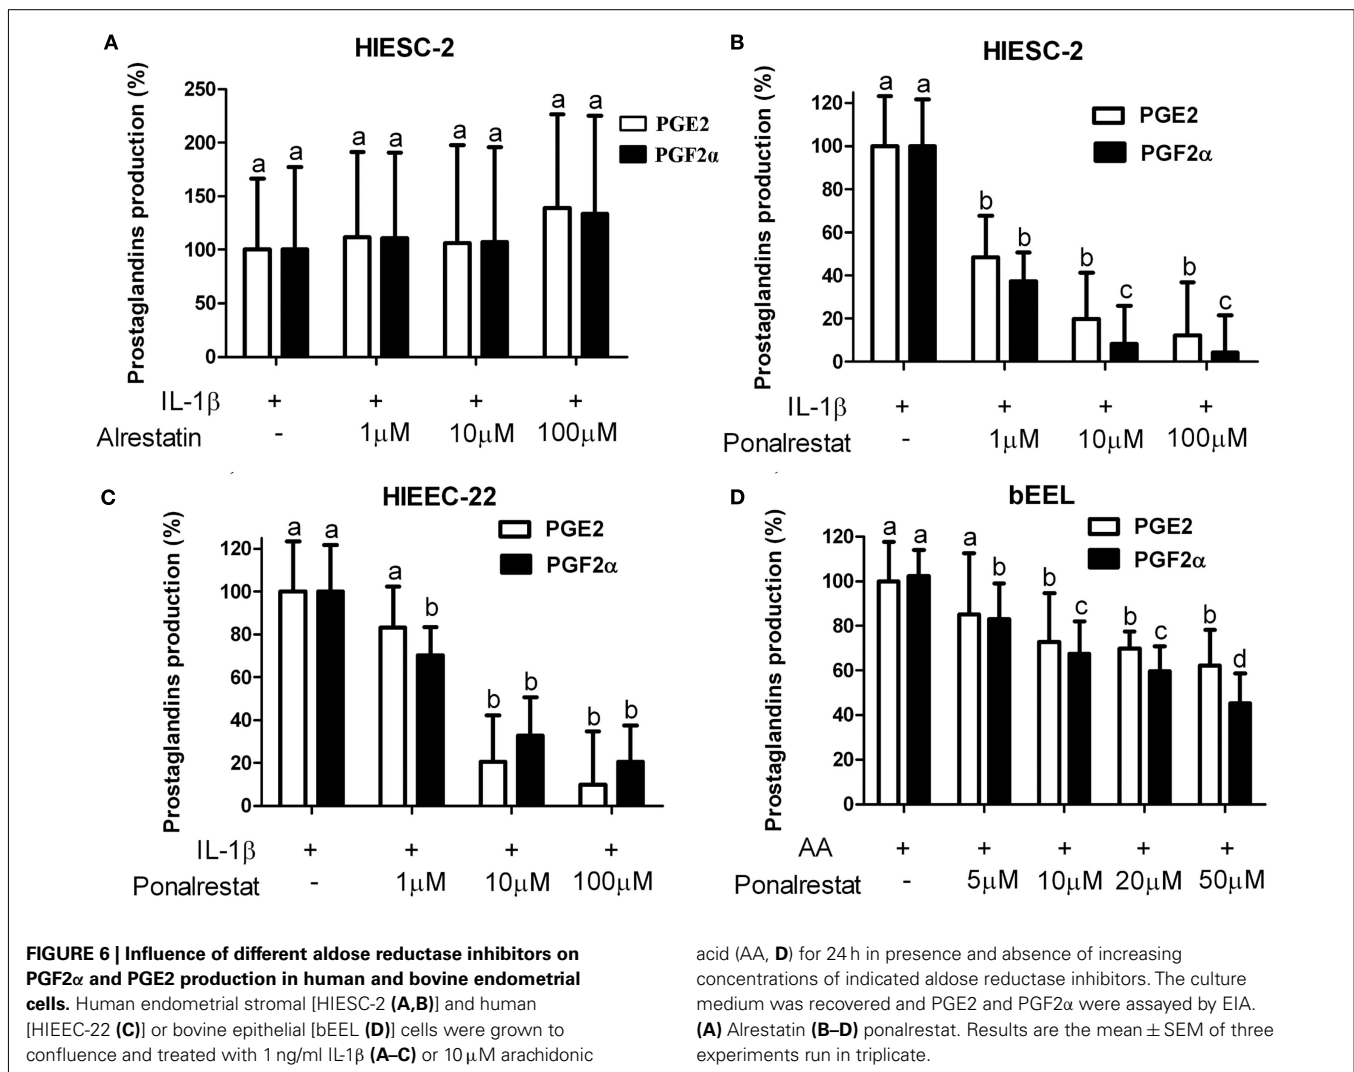 A
HIESC-2
Prostaglandins production (%)
250
200
150
100
50
0
a a a a a a a a
PGE2
PGF2α
IL-1β + + + +
Alrestatin - 1μM 10μM 100μM
B
HIESC-2
Prostaglandins production (%)
120
100
80
60
40
20
0
a a b b b c b c
PGE2
PGF2α
IL-1β + + + +
Ponalrestat - 1μM 10μM 100μM
C
HIEEC-22
Prostaglandins production (%)
120
100
80
60
40
20
0
a a a b b b b b
PGE2
PGF2α
IL-1β + + + +
Ponalrestat - 1μM 10μM 100μM
D
bEEL
Prostaglandins production (%)
120
100
80
60
40
20
0
a a a b b c b c b d
PGE2
PGF2α
AA + + + + +
Ponalrestat - 5μM 10μM 20μM 50μM
FIGURE 6 | Influence of different aldose reductase inhibitors on
PGF2α and PGE2 production in human and bovine endometrial
cells. Human endometrial stromal [HIESC-2 (A,B)] and human
[HIEEC-22 (C)] or bovine epithelial [bEEL (D)] cells were grown to
confluence and treated with 1 ng/ml IL-1β (A–C) or 10 μM arachidonic
acid (AA, D) for 24 h in presence and absence of increasing
concentrations of indicated aldose reductase inhibitors. The culture
medium was recovered and PGE2 and PGF2α were assayed by EIA.
(A) Alrestatin (B–D) ponalrestat. Results are the mean ± SEM of three
experiments run in triplicate.